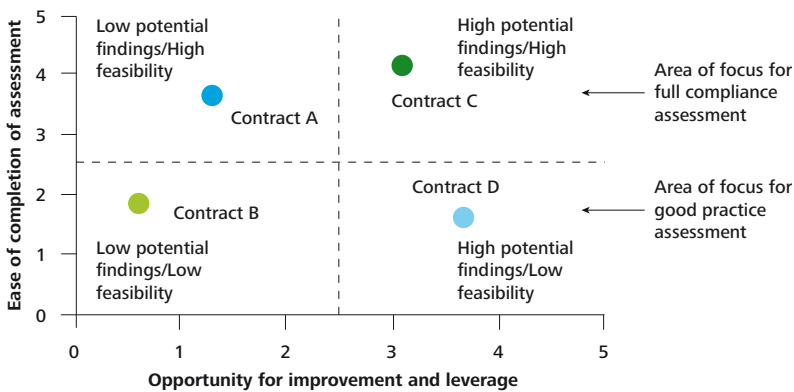 Ease of completion of assessment
5
4
3
2
1
0
Low potential
findings/High
feasibility
High potential
findings/High
feasibility
Contract A
Contract C
Area of focus for
full compliance
assessment
Contract B
Contract D
Low potential
findings/Low
feasibility
High potential
findings/Low
feasibility
Area of focus for
good practice
assessment
0 1 2 3 4 5
Opportunity for improvement and leverage